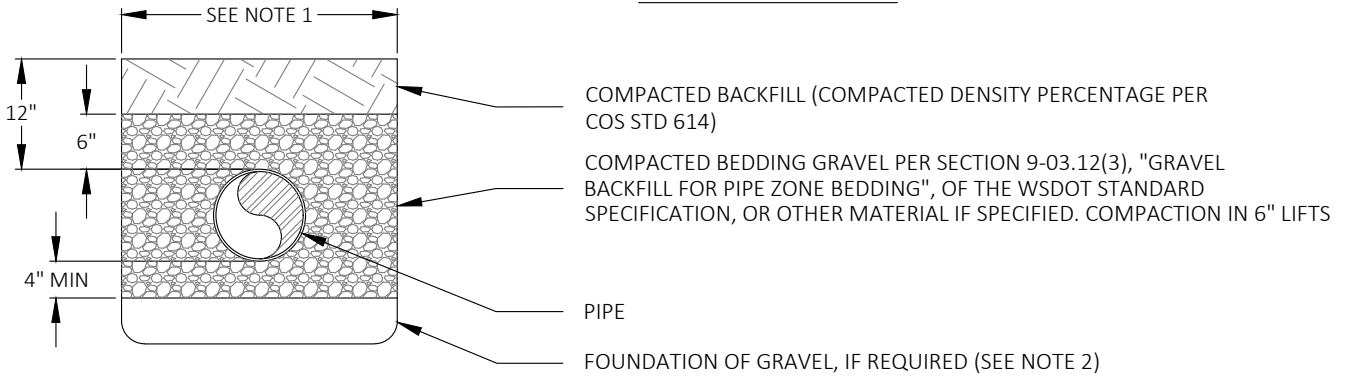 SEE NOTE 1
12"
6"
4" MIN
COMPACTED BACKFILL (COMPACTED DENSITY PERCENTAGE PER
COS STD 614)
COMPACTED BEDDING GRAVEL PER SECTION 9-03.12(3), "GRAVEL
BACKFILL FOR PIPE ZONE BEDDING", OF THE WSDOT STANDARD
SPECIFICATION, OR OTHER MATERIAL IF SPECIFIED. COMPACTION IN 6" LIFTS
PIPE
FOUNDATION OF GRAVEL, IF REQUIRED (SEE NOTE 2)